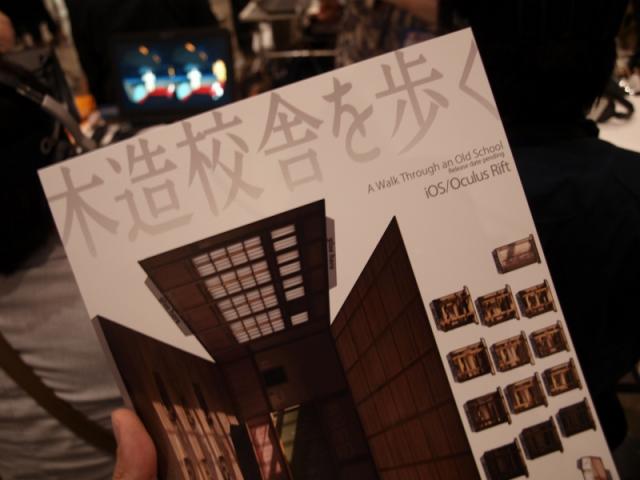 木造校舎を歩く
A Walk Through an Old School
Release date pending
iOS/Oculus Rift